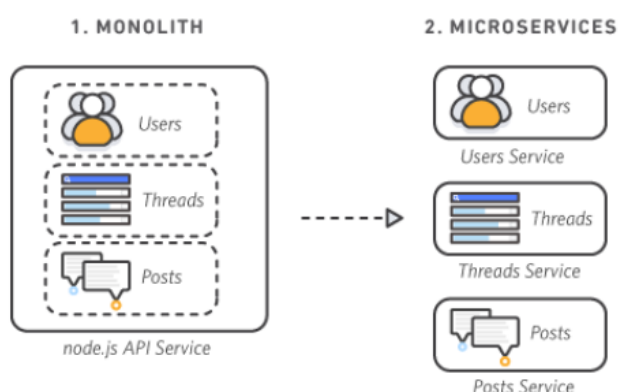 1. MONOLITH
Users
Threads
Posts
node.js API Service
2. MICROSERVICES
Users
Users Service
Threads
Threads Service
Posts
Posts Service